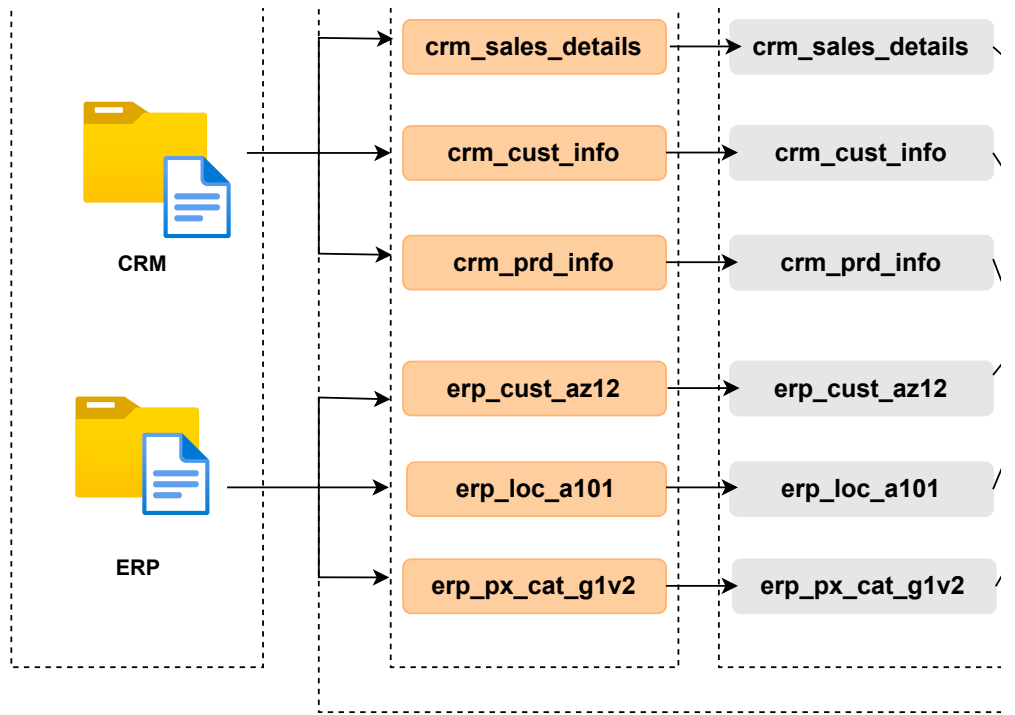 crm_sales_details
crm_sales_details
crm_cust_info
crm_cust_info
CRM
crm_prd_info
crm_prd_info
erp_cust_az12
erp_cust_az12
erp_loc_a101
erp_loc_a101
ERP
erp_px_cat_g1v2
erp_px_cat_g1v2